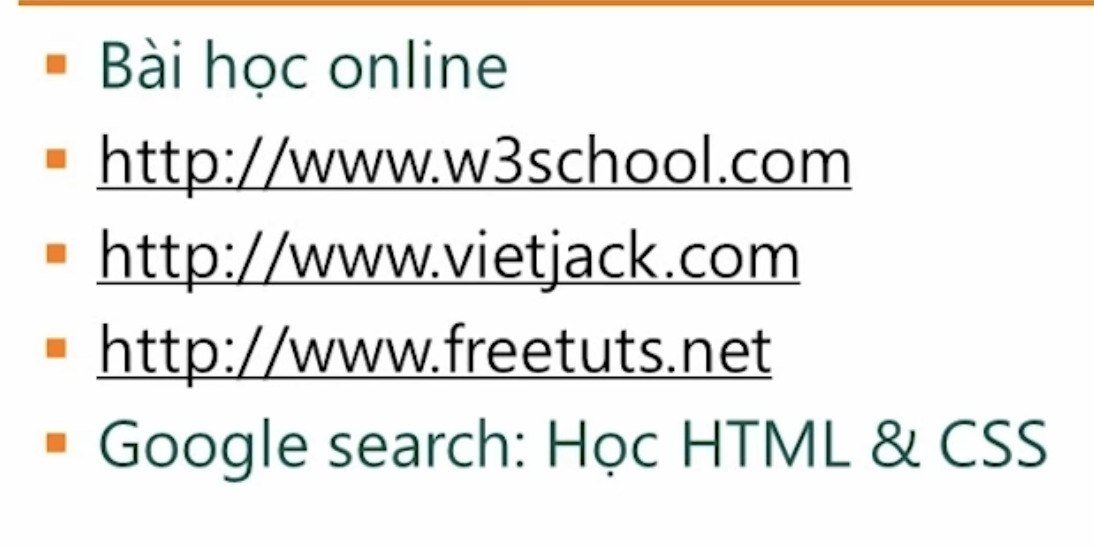 Bài học online
http://www.w3school.com
http://www.vietjack.com
http://www.freetuts.net
Google search: Học HTML & CSS